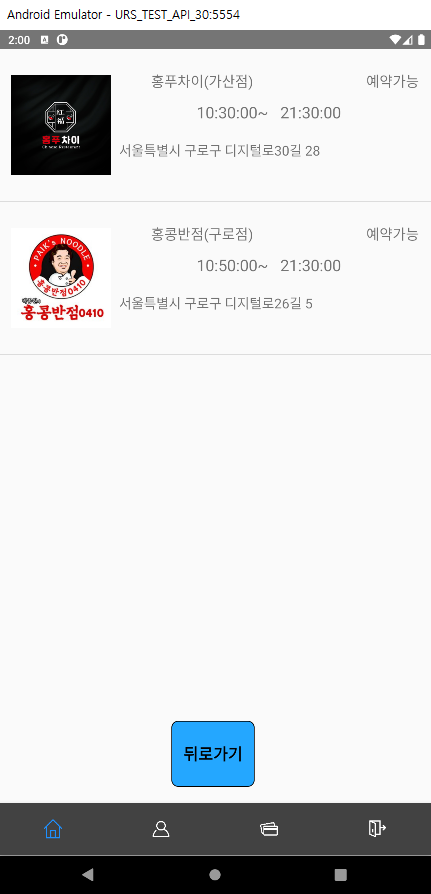 Android Emulator - URS_TEST_API_30:5554
2:00
홍푸차이(가산점) 예약가능
10:30:00~ 21:30:00
서울특별시 구로구 디지털로30길 28
홍푸차이
홍콩반점(구로점) 예약가능
10:50:00~ 21:30:00
서울특별시 구로구 디지털로26길 5
PAIK's NOODLE
홍콩반점0410
홍콩반점0410
뒤로가기